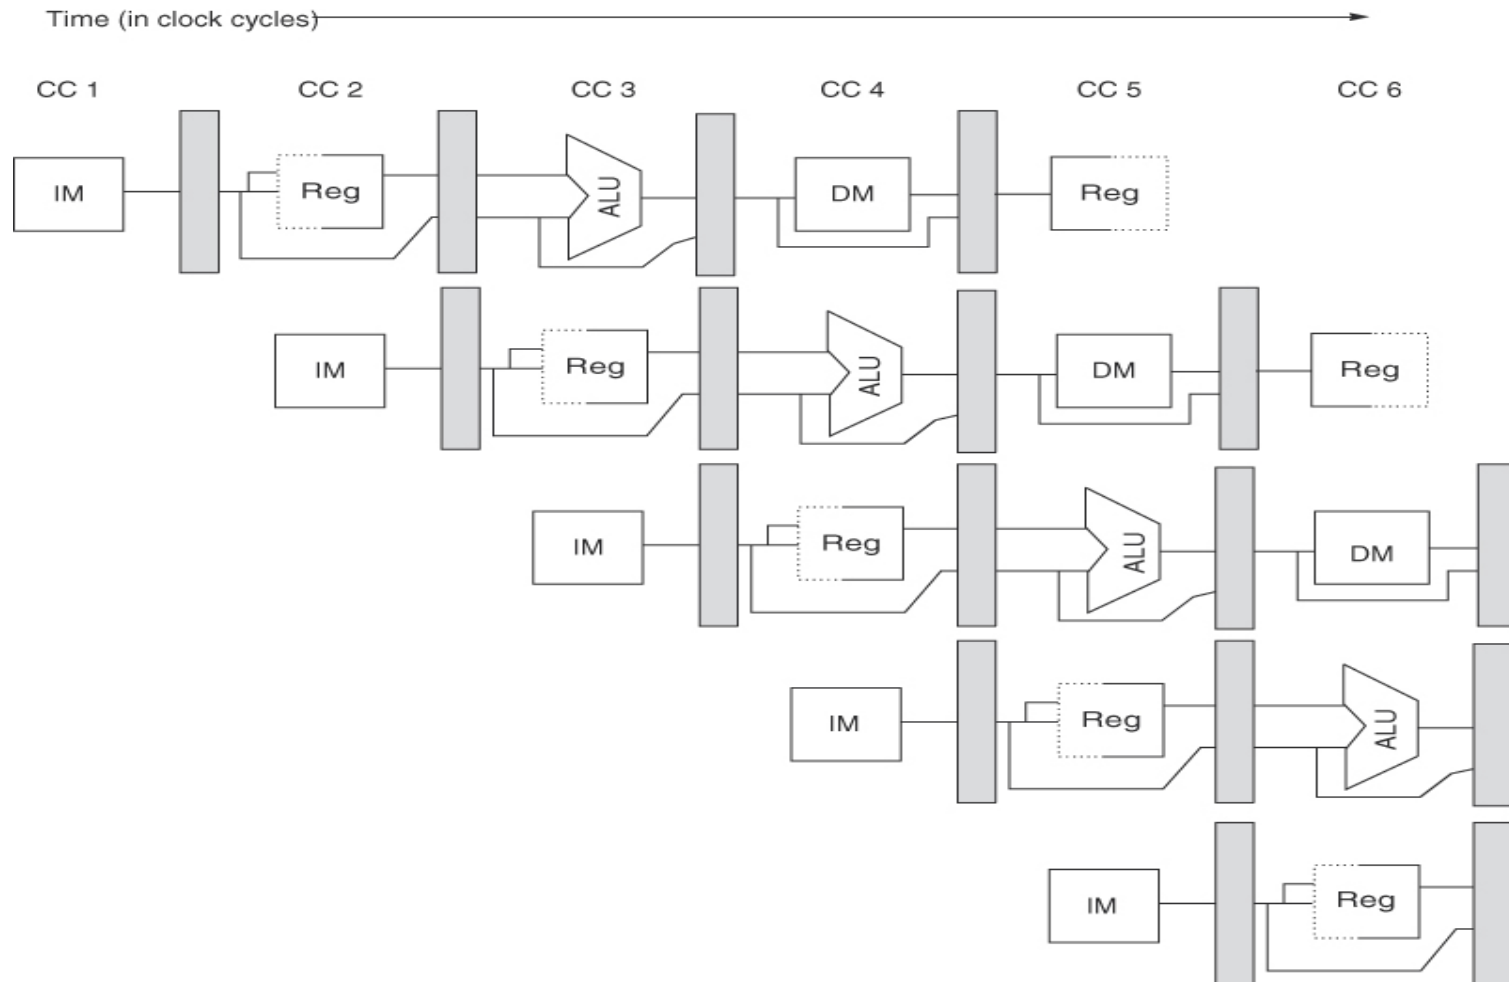 Time (in clock cycles)
CC 1 CC 2 CC 3 CC 4 CC 5 CC 6
IM Reg ALU DM Reg
IM Reg ALU DM Reg
IM Reg ALU DM
IM Reg ALU
IM Reg